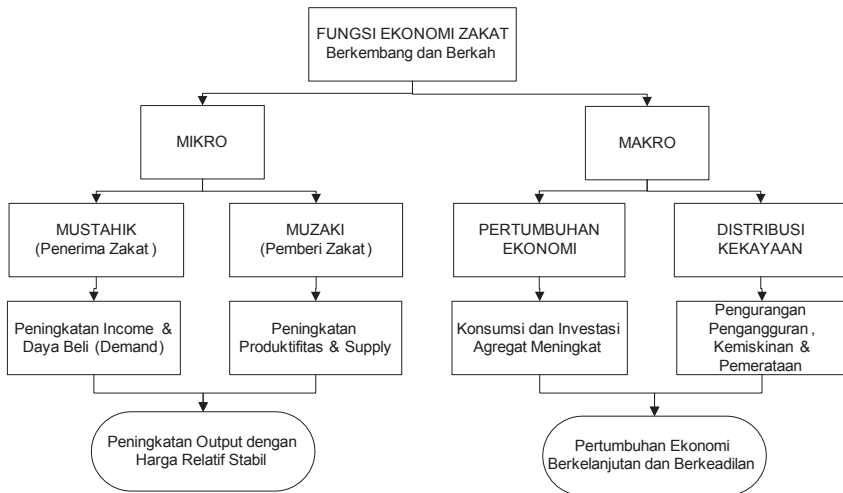 FUNGSI EKONOMI ZAKAT
Berkembang dan Berkah
MIKRO
MAKRO
MUSTAHIK
(Penerima Zakat)
MUZAKI
(Pemberi Zakat)
PERTUMBUHAN
EKONOMI
DISTRIBUSI
KEKAYAAN
Peningkatan Income &
Daya Beli (Demand)
Peningkatan
Produktifitas & Supply
Konsumsi dan Investasi
Agregat Meningkat
Pengurangan
Pengangguran,
Kemiskinan &
Pemerataan
Peningkatan Output dengan
Harga Relatif Stabil
Pertumbuhan Ekonomi
Berkelanjutan dan Berkeadilan